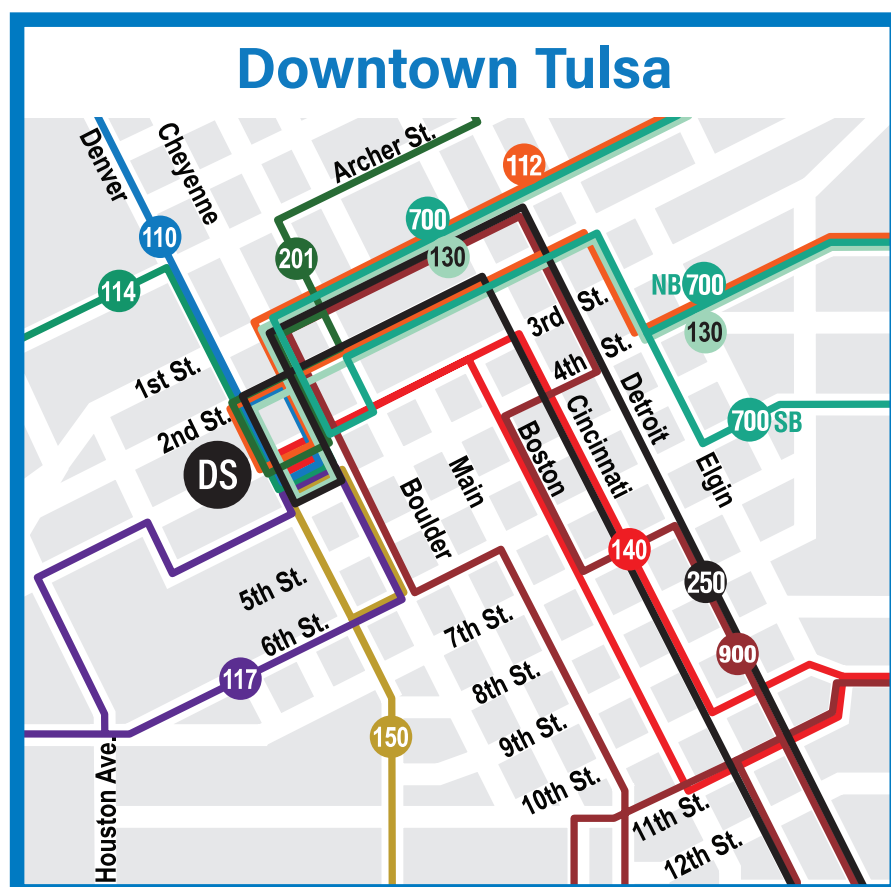 Downtown Tulsa
Denver
Cheyenne
Archer St.
112
700
110
201
130
114
NB 700
130
3rd St.
4th St.
1st St.
2nd St.
Detroit
Cincinnati
Boston
700 SB
DS
Elgin
Main
Boulder
140
250
5th St.
6th St.
7th St.
900
117
8th St.
150
9th St.
10th St.
Houston Ave.
11th St.
12th St.